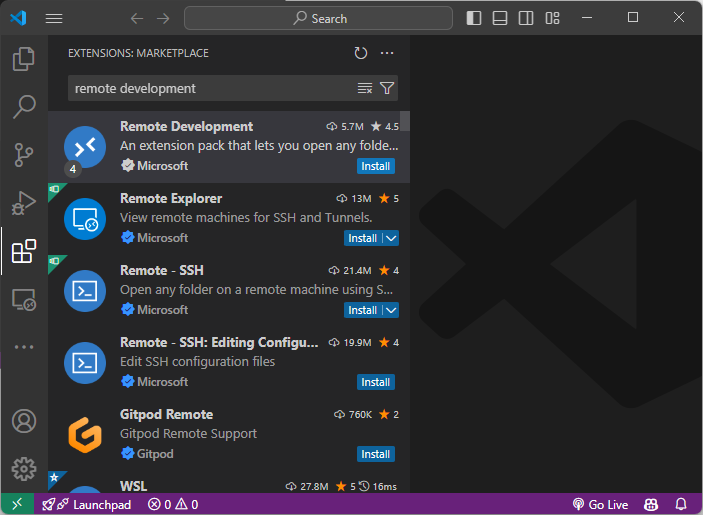 Search
EXTENSIONS: MARKETPLACE
remote development
Remote Development 5.7M 4.5
An extension pack that lets you open any folde...
4 Microsoft Install
Remote Explorer 13M 5
View remote machines for SSH and Tunnels.
Microsoft Install
Remote - SSH 21.4M 4
Open any folder on a remote machine using S...
Microsoft Install
Remote - SSH: Editing Configu... 19.9M 4
Edit SSH configuration files
Microsoft Install
Gitpod Remote 760K 2
Gitpod Remote Support
Gitpod Install
WSL 27.8M 5 16ms
Launchpad 0 0 Go Live